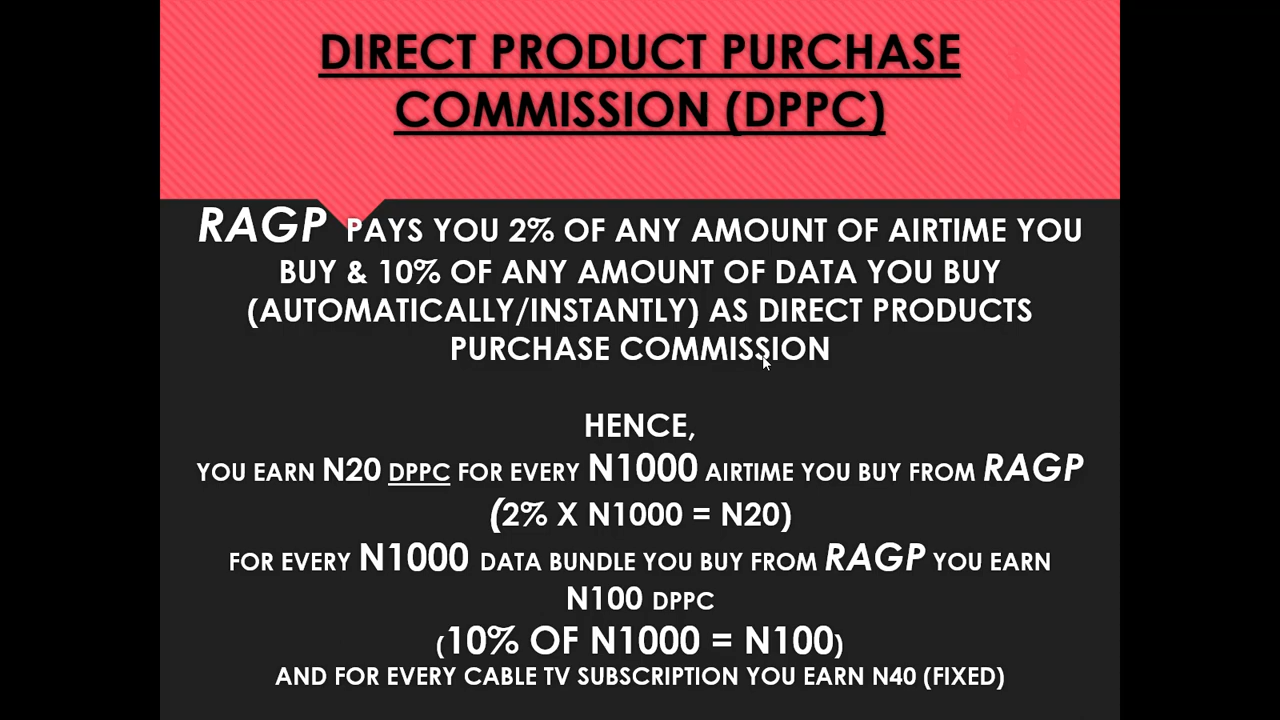 DIRECT PRODUCT PURCHASE
COMMISSION (DPPC)
RAGP PAYS YOU 2% OF ANY AMOUNT OF AIRTIME YOU
BUY & 10% OF ANY AMOUNT OF DATA YOU BUY
(AUTOMATICALLY/INSTANTLY) AS DIRECT PRODUCTS
PURCHASE COMMISSION
HENCE,
YOU EARN N20 DPPC FOR EVERY N1000 AIRTIME YOU BUY FROM RAGP
(2% X N1000 = N20)
FOR EVERY N1000 DATA BUNDLE YOU BUY FROM RAGP YOU EARN
N100 DPPC
(10% OF N1000 = N100)
AND FOR EVERY CABLE TV SUBSCRIPTION YOU EARN N40 (FIXED)